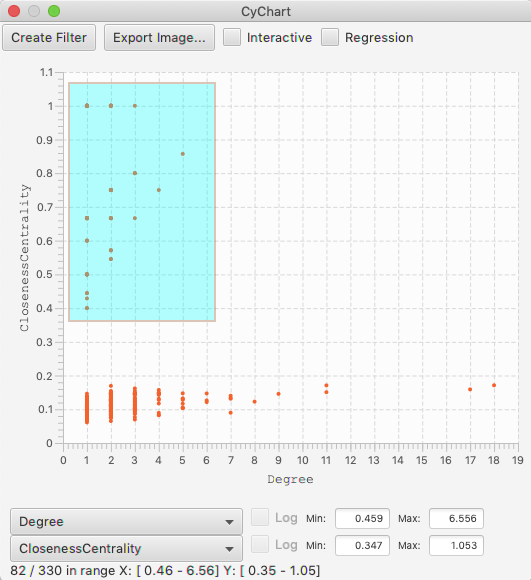 CyChart
Create Filter Export Image... Interactive Regression
1.1
1
0.9
0.8
0.7
0.6
0.5
0.4
0.3
0.2
0.1
0
ClosenessCentrality
0 1 2 3 4 5 6 7 8 9 10 11 12 13 14 15 16 17 18 19
Degree
Degree Log Min: 0.459 Max: 6.556
ClosenessCentrality Log Min: 0.347 Max: 1.053
82 / 330 in range X: [ 0.46 - 6.56] Y: [ 0.35 - 1.05]